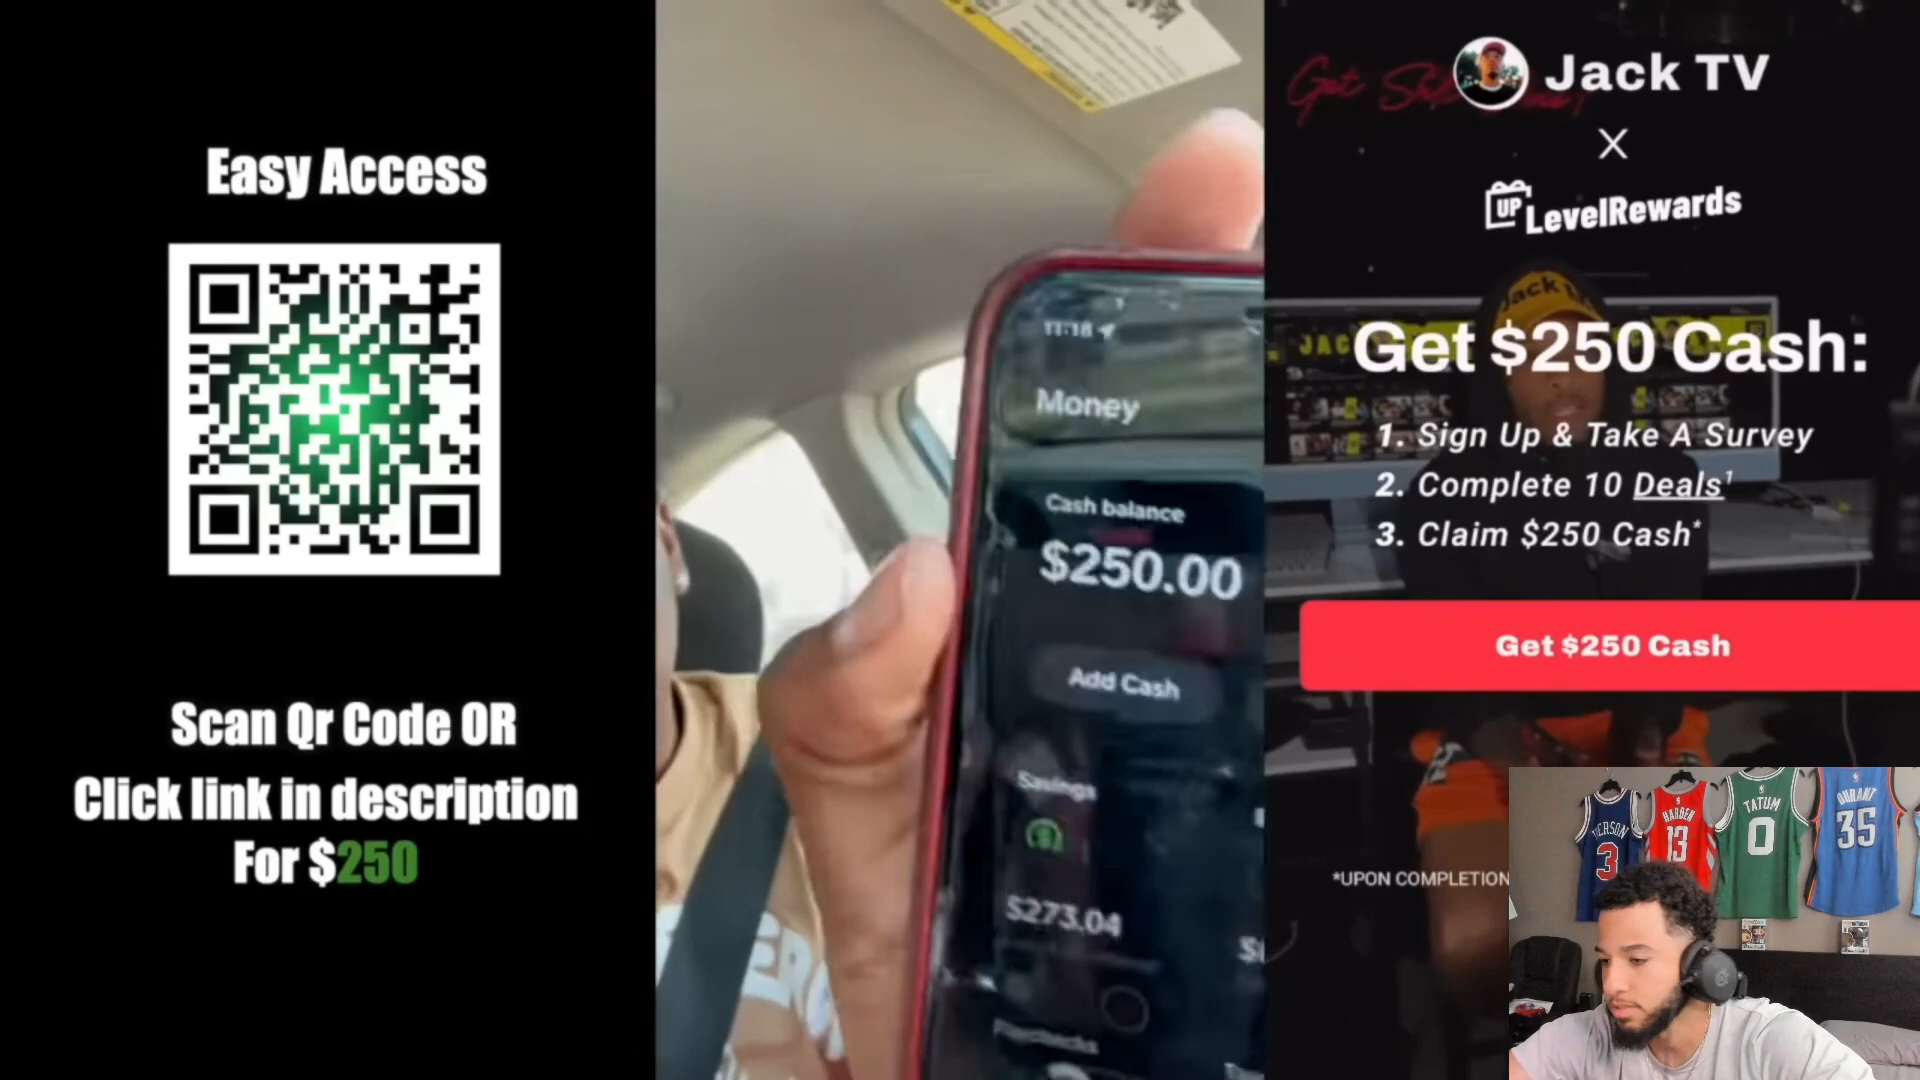 Easy Access
Scan Qr Code OR
Click link in description
For $250
11:18
Money
Cash balance
$250.00
Add Cash
Savings
$273.04
Paychecks
Jack TV
X
UP LevelRewards
Get $250 Cash:
1. Sign Up & Take A Survey
2. Complete 10 Deals¹
3. Claim $250 Cash*
Get $250 Cash
*UPON COMPLETION
3
HARDEN
13
TATUM
0
DURANT
35